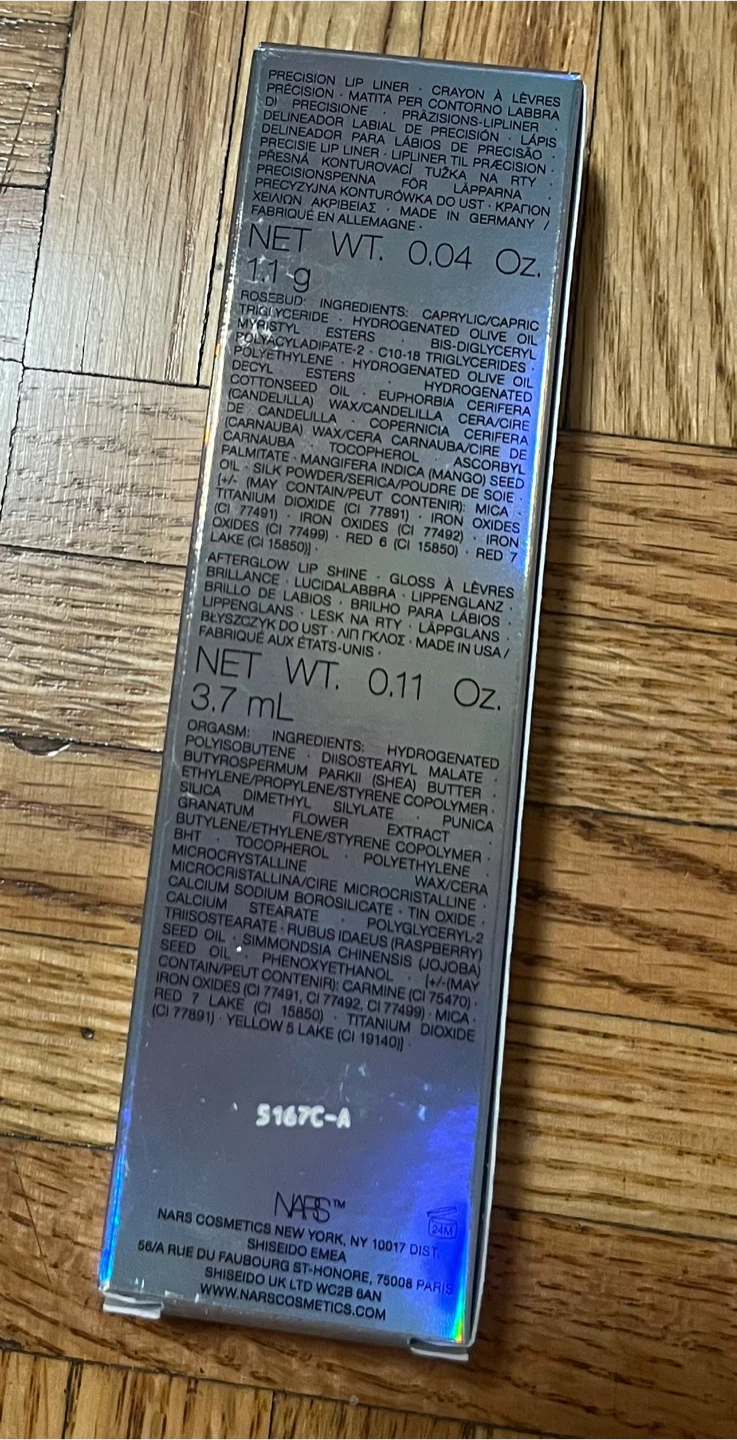 PRECISION LIP LINER · CRAYON À LÈVRES
PRÉCISION · MATITA PER CONTORNO LABBRA
DI PRECISIONE · PRÄZISIONS-LIPLINER ·
DELINEADOR LABIAL DE PRECISIÓN · LÁPIS
DELINEADOR PARA LÁBIOS DE PRECISÃO ·
PRECISIE LIP LINER · LIPLINER TIL PRÆCISION ·
PŘESNÁ KONTUROVACÍ TUŽKA NA RTY ·
PRECISIONSPENNA FÖR LÄPPARNA ·
PRECYZYJNA KONTURÓWKA DO UST · ΚΡΑΓΙΟΝ
ΧΕΙΛΙΩΝ ΑΚΡΙΒΕΙΑΣ · MADE IN GERMANY /
FABRIQUÉ EN ALLEMAGNE ·
NET WT. 0.04 Oz.
1.1 g
ROSEBUD: INGREDIENTS: CAPRYLIC/CAPRIC
TRIGLYCERIDE · HYDROGENATED OLIVE OIL
MYRISTYL ESTERS · BIS-DIGLYCERYL
POLYACYLADIPATE-2 · C10-18 TRIGLYCERIDES ·
POLYETHYLENE · HYDROGENATED OLIVE OIL
DECYL ESTERS · HYDROGENATED
COTTONSEED OIL · EUPHORBIA CERIFERA
(CANDELILLA) WAX/CANDELILLA CERA/CIRE
DE CANDELILLA · COPERNICIA CERIFERA
(CARNAUBA) WAX/CERA CARNAUBA/CIRE DE
CARNAUBA · TOCOPHEROL · ASCORBYL
PALMITATE · MANGIFERA INDICA (MANGO) SEED
OIL · SILK POWDER/SERICA/POUDRE DE SOIE ·
[+/- (MAY CONTAIN/PEUT CONTENIR): MICA ·
TITANIUM DIOXIDE (CI 77891) · IRON OXIDES
(CI 77491) · IRON OXIDES (CI 77492) · IRON
OXIDES (CI 77499) · RED 6 (CI 15850) · RED 7
LAKE (CI 15850)] ·
AFTERGLOW LIP SHINE · GLOSS À LÈVRES
BRILLANCE · LUCIDALABBRA · LIPPENGLANZ ·
BRILLO DE LABIOS · BRILHO PARA LÁBIOS ·
LIPPENGLANS · LESK NA RTY · LÄPPGLANS ·
BŁYSZCZYK DO UST · ΛΙΠ ΓΚΛΟΣ · MADE IN USA /
FABRIQUÉ AUX ÉTATS-UNIS ·
NET WT. 0.11 Oz.
3.7 mL
ORGASM: INGREDIENTS: HYDROGENATED
POLYISOBUTENE · DIISOSTEARYL MALATE ·
BUTYROSPERMUM PARKII (SHEA) BUTTER ·
ETHYLENE/PROPYLENE/STYRENE COPOLYMER ·
SILICA DIMETHYL SILYLATE · PUNICA
GRANATUM FLOWER EXTRACT ·
BUTYLENE/ETHYLENE/STYRENE COPOLYMER ·
BHT · TOCOPHEROL · POLYETHYLENE ·
MICROCRYSTALLINE WAX/CERA
MICROCRISTALLINA/CIRE MICROCRISTALLINE ·
CALCIUM SODIUM BOROSILICATE · TIN OXIDE ·
CALCIUM STEARATE · POLYGLYCERYL-2
TRIISOSTEARATE · RUBUS IDAEUS (RASPBERRY)
SEED OIL · SIMMONDSIA CHINENSIS (JOJOBA)
SEED OIL · PHENOXYETHANOL · [+/-(MAY
CONTAIN/PEUT CONTENIR): CARMINE (CI 75470) ·
IRON OXIDES (CI 77491, CI 77492, CI 77499) · MICA ·
RED 7 LAKE (CI 15850) · TITANIUM DIOXIDE
(CI 77891) · YELLOW 5 LAKE (CI 19140)] ·
5167C-A
NARS™
24M
NARS COSMETICS NEW YORK, NY 10017 DIST.
SHISEIDO EMEA
56/A RUE DU FAUBOURG ST-HONORE, 75008 PARIS
SHISEIDO UK LTD WC2B 6AN
WWW.NARSCOSMETICS.COM